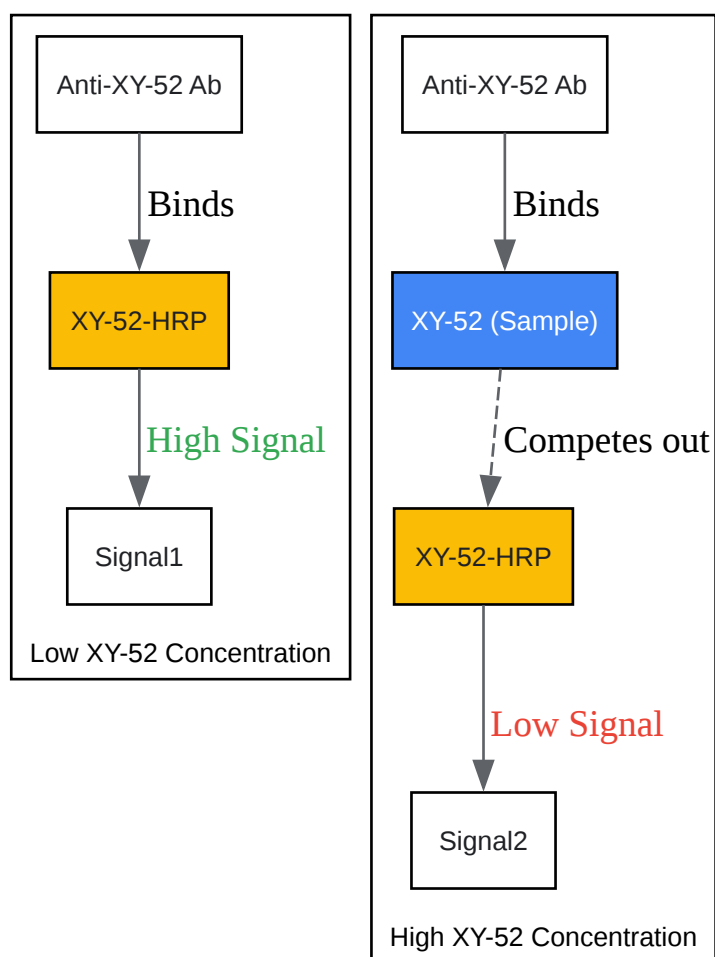 Anti-XY-52 Ab
Binds
XY-52-HRP
High Signal
Signal1
Low XY-52 Concentration
Anti-XY-52 Ab
Binds
XY-52 (Sample)
Competes out
XY-52-HRP
Low Signal
Signal2
High XY-52 Concentration